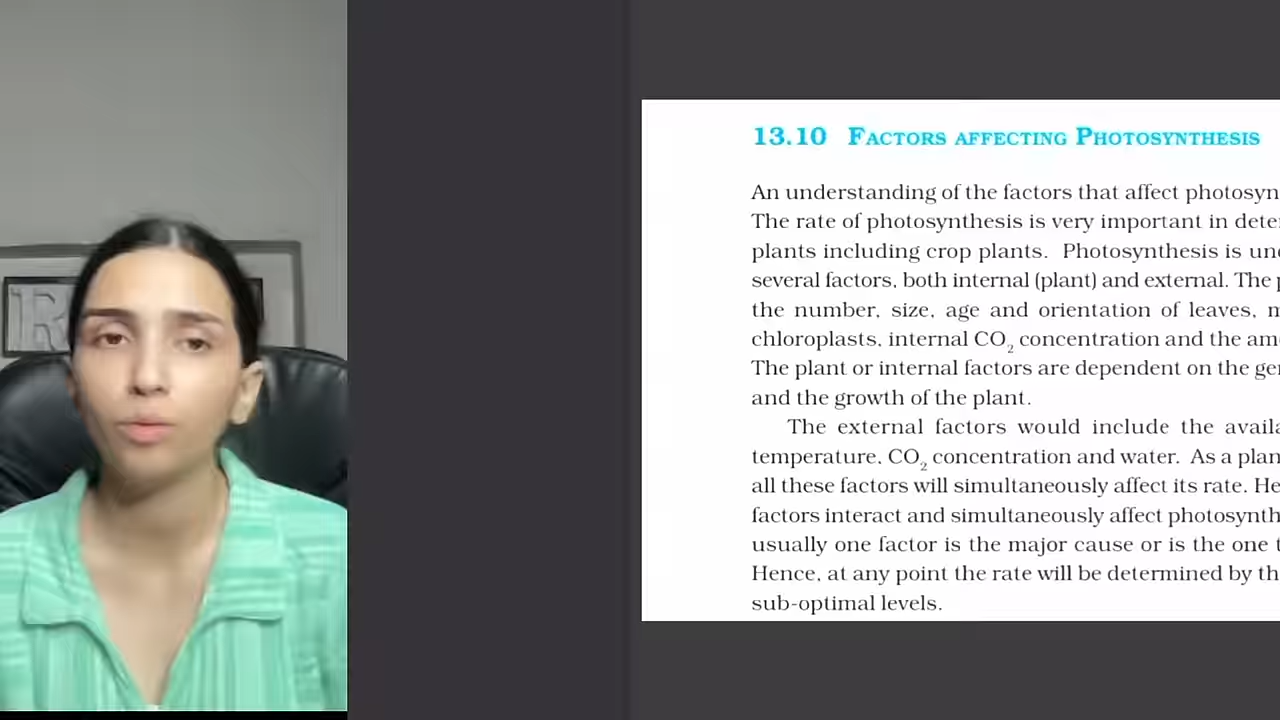 R
13.10 FACTORS AFFECTING PHOTOSYNTHESIS
An understanding of the factors that affect photosyn
The rate of photosynthesis is very important in dete
plants including crop plants. Photosynthesis is un
several factors, both internal (plant) and external. The p
the number, size, age and orientation of leaves, m
chloroplasts, internal CO₂ concentration and the am
The plant or internal factors are dependent on the ge
and the growth of the plant.
The external factors would include the availa
temperature, CO₂ concentration and water. As a plan
all these factors will simultaneously affect its rate. He
factors interact and simultaneously affect photosynth
usually one factor is the major cause or is the one t
Hence, at any point the rate will be determined by th
sub-optimal levels.